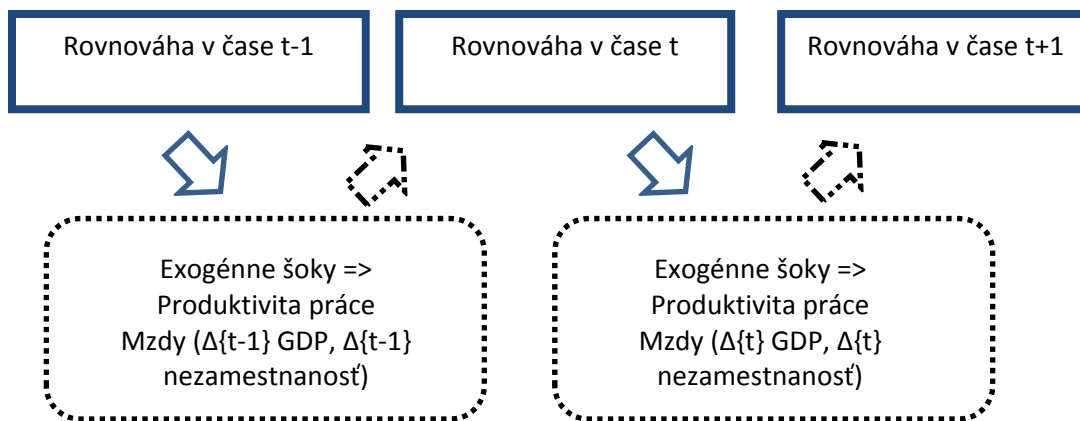 Rovnováha v čase t-1
Rovnováha v čase t
Rovnováha v čase t+1
Exogénne šoky =>
Produktivita práce
Mzdy (Δ{t-1} GDP, Δ{t-1}
nezamestnanosť)
Exogénne šoky =>
Produktivita práce
Mzdy (Δ{t} GDP, Δ{t}
nezamestnanosť)